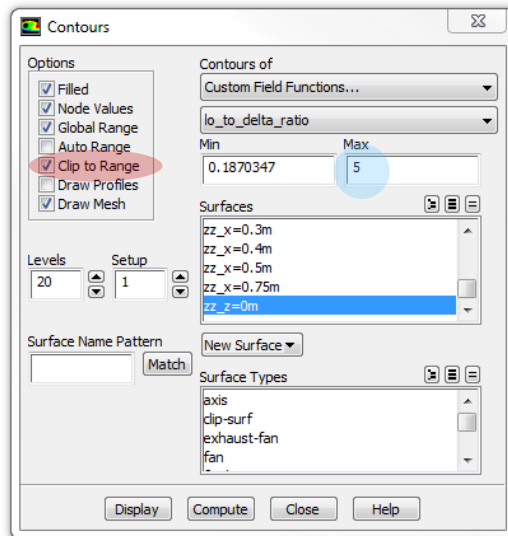 Contours
Options
Filled
Node Values
Global Range
Auto Range
Clip to Range
Draw Profiles
Draw Mesh
Levels
20
Setup
1
Surface Name Pattern
Match
Contours of
Custom Field Functions...
lo_to_delta_ratio
Min
0.1870347
Max
5
Surfaces
zz_x=0.3m
zz_x=0.4m
zz_x=0.5m
zz_x=0.75m
zz_z=0m
New Surface
Surface Types
axis
clip-surf
exhaust-fan
fan
Display
Compute
Close
Help